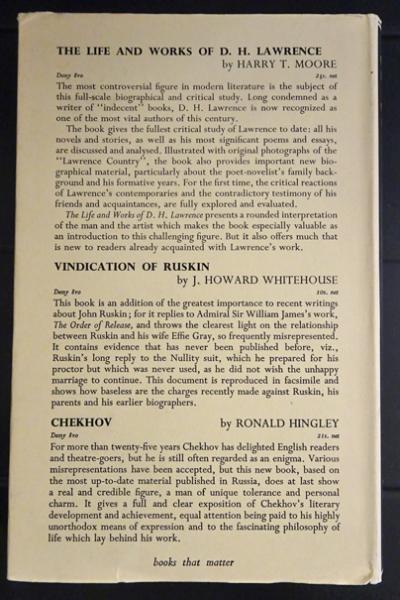 THE LIFE AND WORKS OF D. H. LAWRENCE
by HARRY T. MOORE
Demy 8vo 25s. net
The most controversial figure in modern literature is the subject
of this full-scale biographical and critical study. Long condemned as a
writer of "indecent" books, D. H. Lawrence is now recognized as
one of the most vital authors of this century.
The book gives the fullest critical study of Lawrence to date: all his
novels and stories, as well as his most significant poems and essays,
are discussed and analysed. Illustrated with original photographs of the
"Lawrence Country", the book also provides important new bio-
graphical material, particularly about the poet-novelist's family back-
ground and his formative years. For the first time, the critical reactions
of Lawrence's contemporaries and the contradictory testimony of his
friends and acquaintances, are fully explored and evaluated.
The Life and Works of D. H. Lawrence presents a rounded interpretation
of the man and the artist which makes the book especially valuable as
an introduction to this challenging figure. But it also offers much that
is new to readers already acquainted with Lawrence's work.
VINDICATION OF RUSKIN
by J. HOWARD WHITEHOUSE
Demy 8vo 10s. net
This book is an addition of the greatest importance to recent writings
about John Ruskin; for it replies to Admiral Sir William James's work,
The Order of Release, and throws the clearest light on the relationship
between Ruskin and his wife Effie Gray, so frequently misrepresented.
It contains evidence that has never been published before, viz.,
Ruskin's long reply to the Nullity suit, which he prepared for his
proctor but which was never used, as he did not wish the unhappy
marriage to continue. This document is reproduced in facsimile and
shows how baseless are the charges recently made against Ruskin, his
parents and his earlier biographers.
CHEKHOV by RONALD HINGLEY
Demy 8vo 21s. net
For more than twenty-five years Chekhov has delighted English readers
and theatre-goers, but he is still often regarded as an enigma. Various
misrepresentations have been accepted, but this new book, based on
the most up-to-date material published in Russia, does at last show
a real and credible figure, a man of unique tolerance and personal
charm. It gives a full and clear exposition of Chekhov's literary
development and achievement, equal attention being paid to his highly
unorthodox means of expression and to the fascinating philosophy of
life which lay behind his work.
books that matter